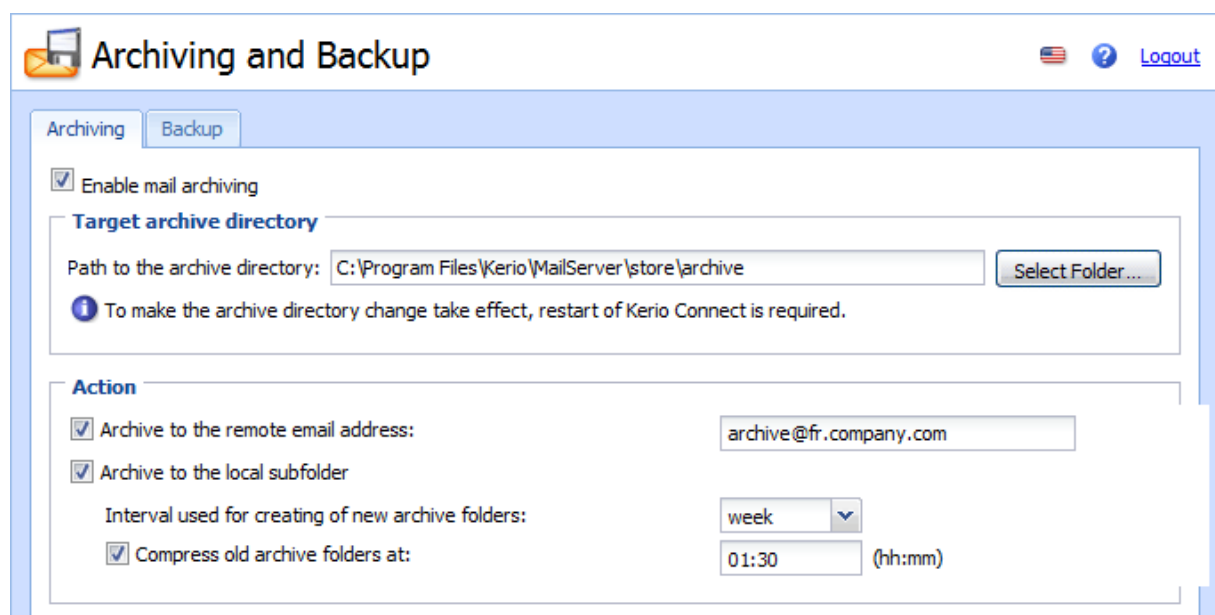 Archiving and Backup
Logout
Archiving Backup
Enable mail archiving
Target archive directory
Path to the archive directory: C:\Program Files\Kerio\MailServer\store\archive Select Folder...
To make the archive directory change take effect, restart of Kerio Connect is required.
Action
Archive to the remote email address: archive@fr.company.com
Archive to the local subfolder
Interval used for creating of new archive folders: week
Compress old archive folders at: 01:30 (hh:mm)